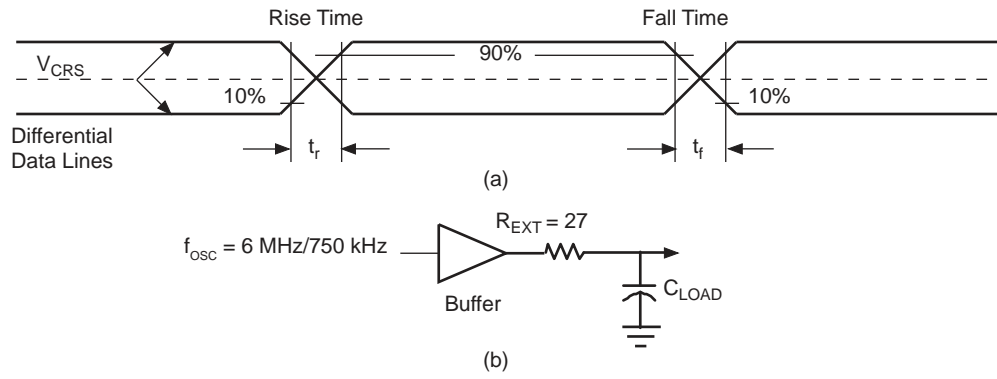 Rise Time
Fall Time
V_CRS
90%
10%
10%
Differential
Data Lines
t_r
t_f
(a)
R_EXT = 27
f_OSC = 6 MHz/750 kHz
Buffer
C_LOAD
(b)